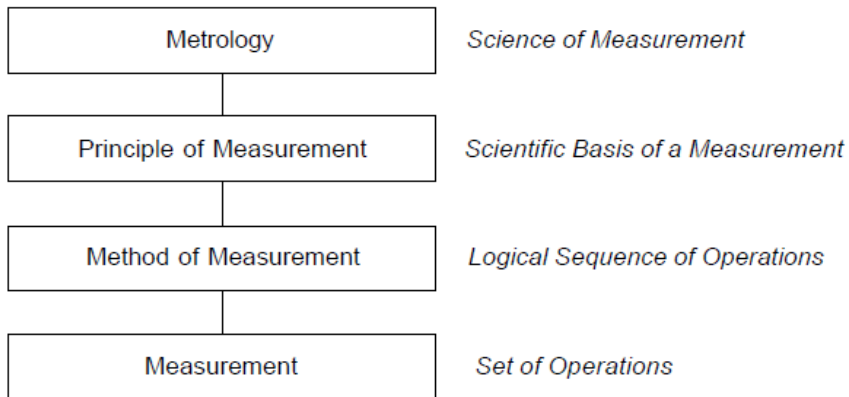 Metrology Science of Measurement
Principle of Measurement Scientific Basis of a Measurement
Method of Measurement Logical Sequence of Operations
Measurement Set of Operations